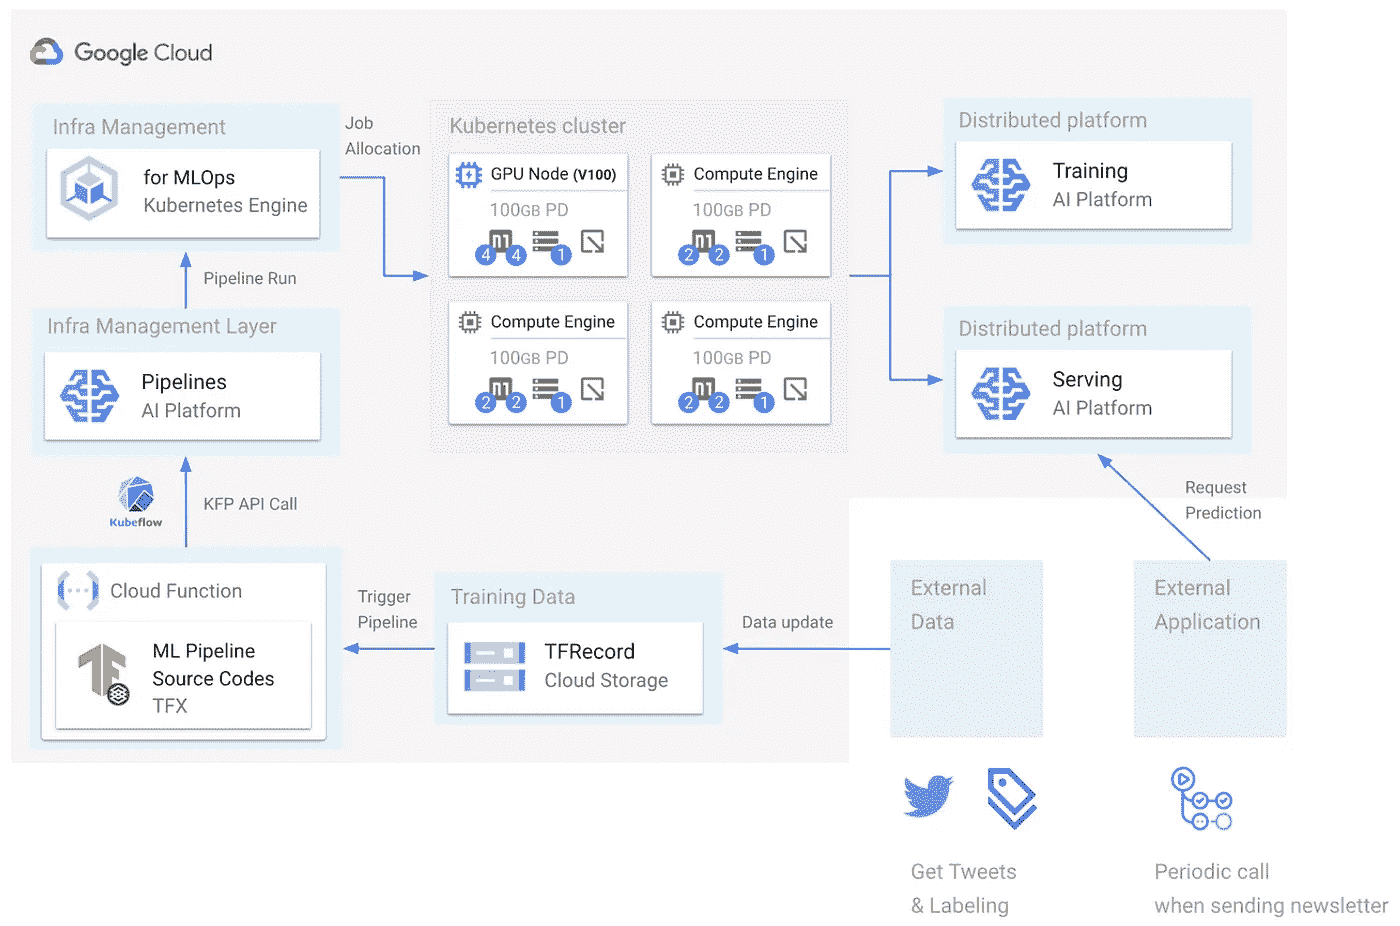 Google Cloud
Infra Management
for MLOps
Kubernetes Engine
Job
Allocation
Kubernetes cluster
GPU Node (V100)
100GB PD
4 4 1
Compute Engine
100GB PD
2 2 1
Compute Engine
100GB PD
2 2 1
Compute Engine
100GB PD
2 2 1
Distributed platform
Training
AI Platform
Distributed platform
Serving
AI Platform
Pipeline Run
Infra Management Layer
Pipelines
AI Platform
Kubeflow
KFP API Call
Request
Prediction
Cloud Function
ML Pipeline
Source Codes
TFX
Trigger
Pipeline
Training Data
TFRecord
Cloud Storage
Data update
External
Data
External
Application
Get Tweets
& Labeling
Periodic call
when sending newsletter